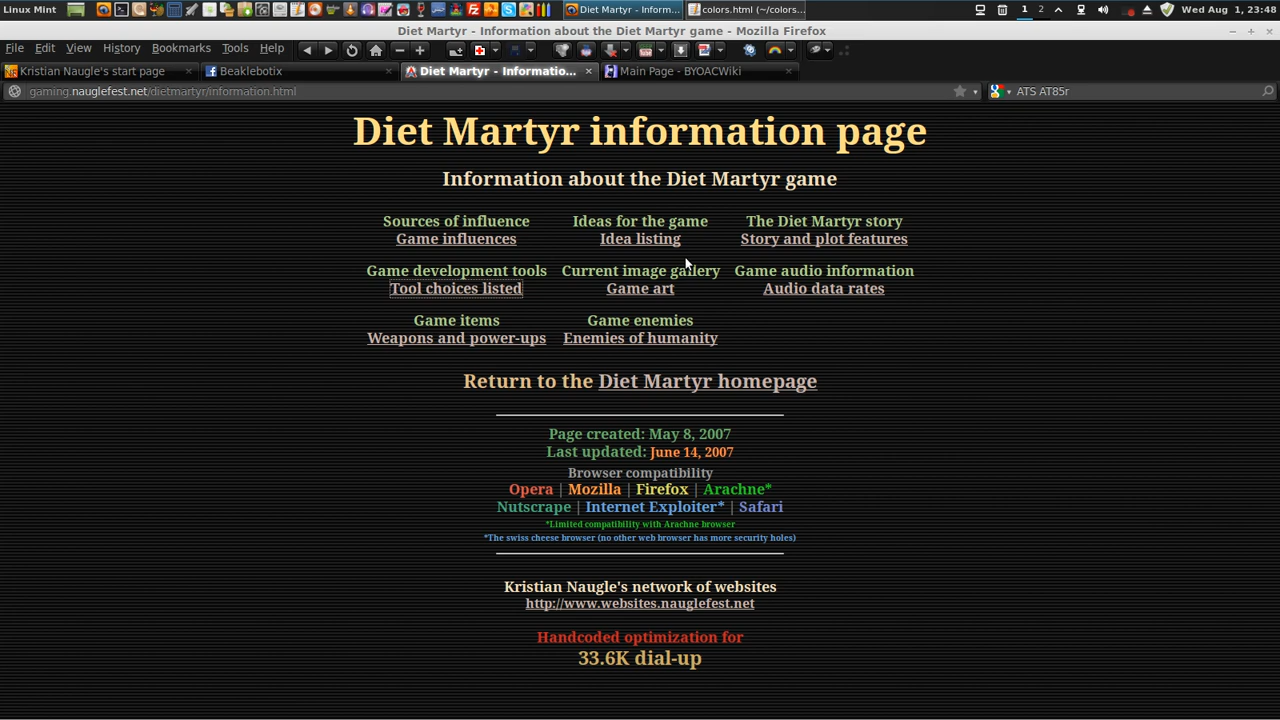 Linux Mint
Diet Martyr - Inform...
colors.html (~/colors...
1 2
Wed Aug 1, 23:48
Diet Martyr - Information about the Diet Martyr game - Mozilla Firefox
File Edit View History Bookmarks Tools Help
Kristian Naugle's start page
Beaklebotix
Diet Martyr - Informatio...
Main Page - BYOACWiki
gaming.nauglefest.net/dietmartyr/information.html
ATS AT85r
Diet Martyr information page
Information about the Diet Martyr game
Sources of influence Ideas for the game The Diet Martyr story
Game influences Idea listing Story and plot features
Game development tools Current image gallery Game audio information
Tool choices listed Game art Audio data rates
Game items Game enemies
Weapons and power-ups Enemies of humanity
Return to the Diet Martyr homepage
Page created: May 8, 2007
Last updated: June 14, 2007
Browser compatibility
Opera | Mozilla | Firefox | Arachne*
Nutscrape | Internet Exploiter* | Safari
*Limited compatibility with Arachne browser
*The swiss cheese browser (no other web browser has more security holes)
Kristian Naugle's network of websites
http://www.websites.nauglefest.net
Handcoded optimization for
33.6K dial-up